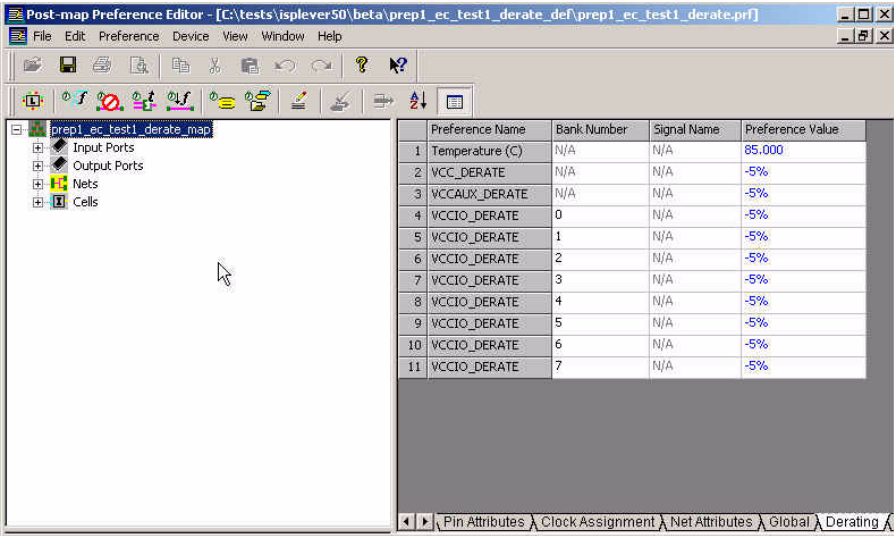 Post-map Preference Editor - [C:\tests\isplever50\beta\prep1_ec_test1_derate_def\prep1_ec_test1_derate.prf]
File Edit Preference Device View Window Help
prep1_ec_test1_derate_map
Input Ports
Output Ports
Nets
Cells
Preference Name Bank Number Signal Name Preference Value
1 Temperature (C) N/A N/A 85.000
2 VCC_DERATE N/A N/A -5%
3 VCCAUX_DERATE N/A N/A -5%
4 VCCIO_DERATE 0 N/A -5%
5 VCCIO_DERATE 1 N/A -5%
6 VCCIO_DERATE 2 N/A -5%
7 VCCIO_DERATE 3 N/A -5%
8 VCCIO_DERATE 4 N/A -5%
9 VCCIO_DERATE 5 N/A -5%
10 VCCIO_DERATE 6 N/A -5%
11 VCCIO_DERATE 7 N/A -5%
Pin Attributes Clock Assignment Net Attributes Global Derating